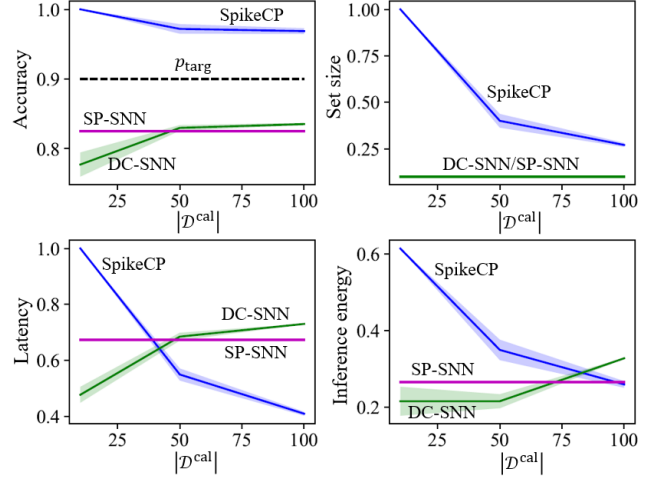 1.0
0.9
0.8
Accuracy
SpikeCP
p_targ
SP-SNN
DC-SNN
25 50 75 100
|𝒟^cal|
1.00
0.75
0.50
0.25
Set size
SpikeCP
DC-SNN/SP-SNN
25 50 75 100
|𝒟^cal|
1.0
0.8
0.6
0.4
Latency
SpikeCP
DC-SNN
SP-SNN
25 50 75 100
|𝒟^cal|
0.6
0.4
0.2
Inference energy
SpikeCP
SP-SNN
DC-SNN
25 50 75 100
|𝒟^cal|